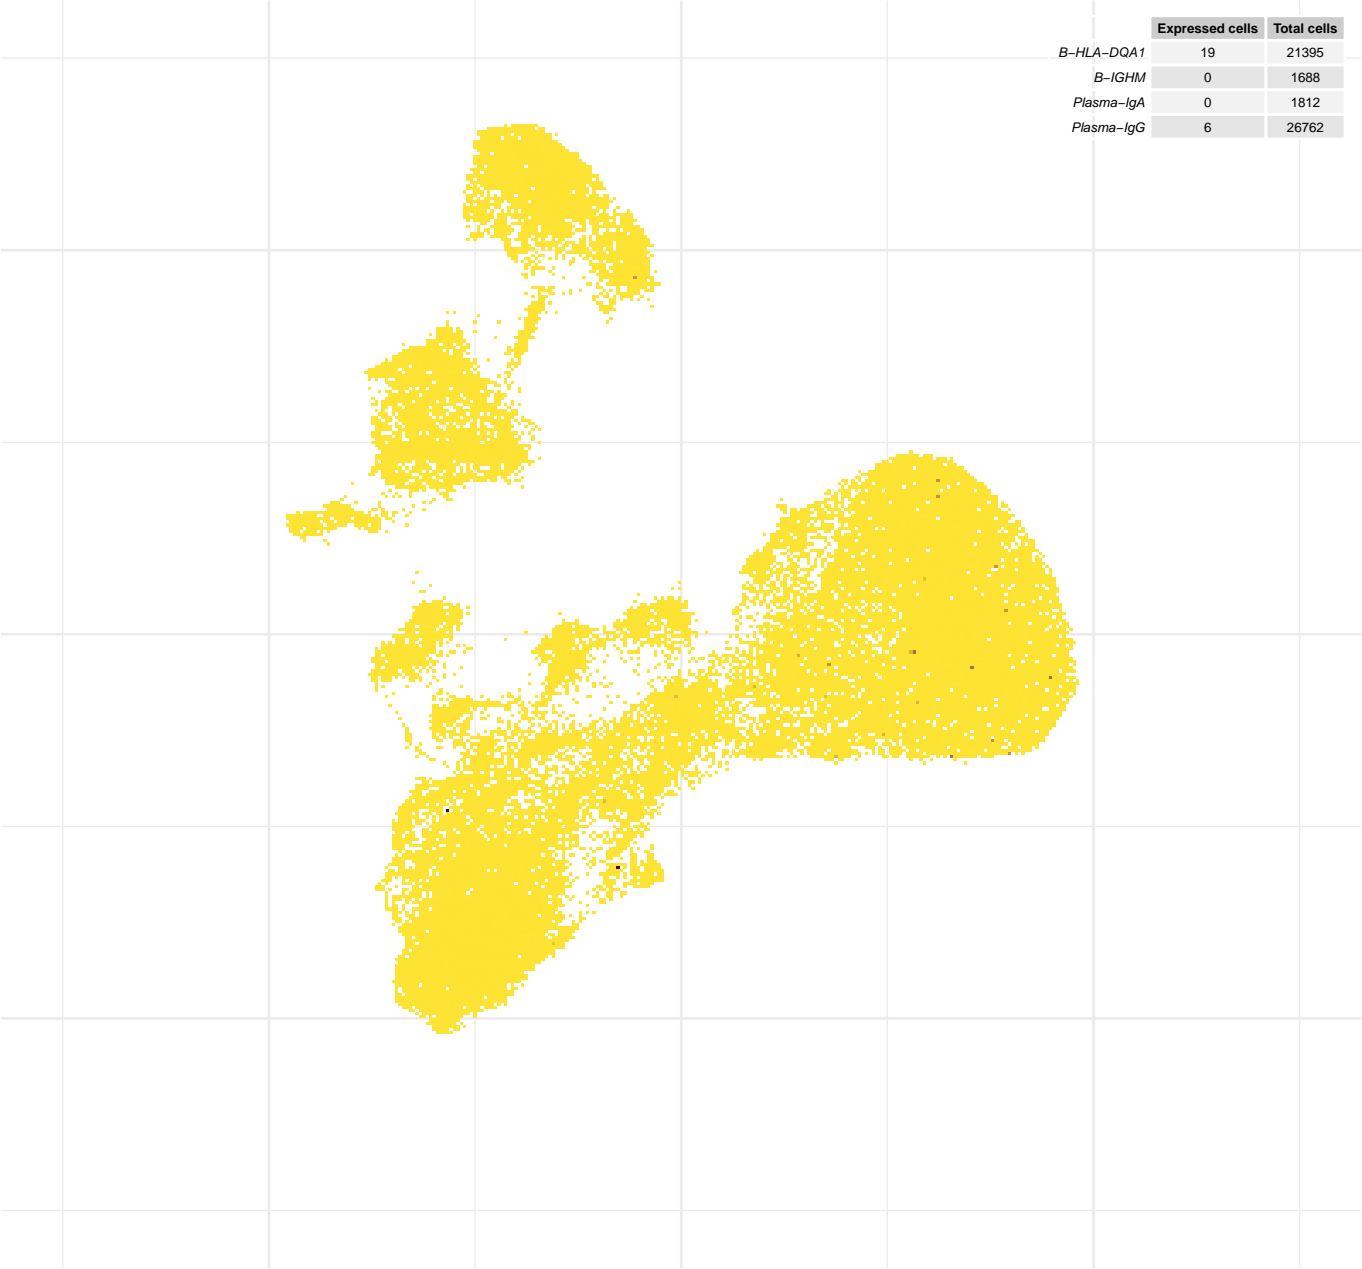 Expressed cells Total cells
B−HLA−DQA1 19 21395
B−IGHM 0 1688
Plasma−IgA 0 1812
Plasma−IgG 6 26762